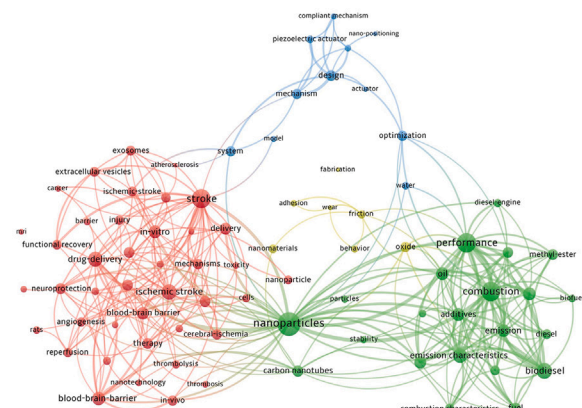 compliant mechanism
nano-positioning
piezoelectric actuator
design
actuator
mechanism
model
optimization
system
exosomes
atherosclerosis
fabrication
extracellular vesicles
water
cancer
ischemic-stroke
stroke
adhesion
wear
diesel-engine
friction
barrier
injury
delivery
mri
in-vitro
functional recovery
nanomaterials
behavior
oxide
performance
methyl-ester
drug-delivery
mechanisms
toxicity
oil
nanoparticle
neuroprotection
ischemic stroke
cells
particles
combustion
blood-brain barrier
additives
angiogenesis
nanoparticles
rats
cerebral-ischemia
emission
diesel
therapy
stability
reperfusion
emission characteristics
thrombolysis
carbon nanotubes
biodiesel
nanotechnology
thrombosis
blood-brain-barrier
in-vivo
combustion characteristics
fuel